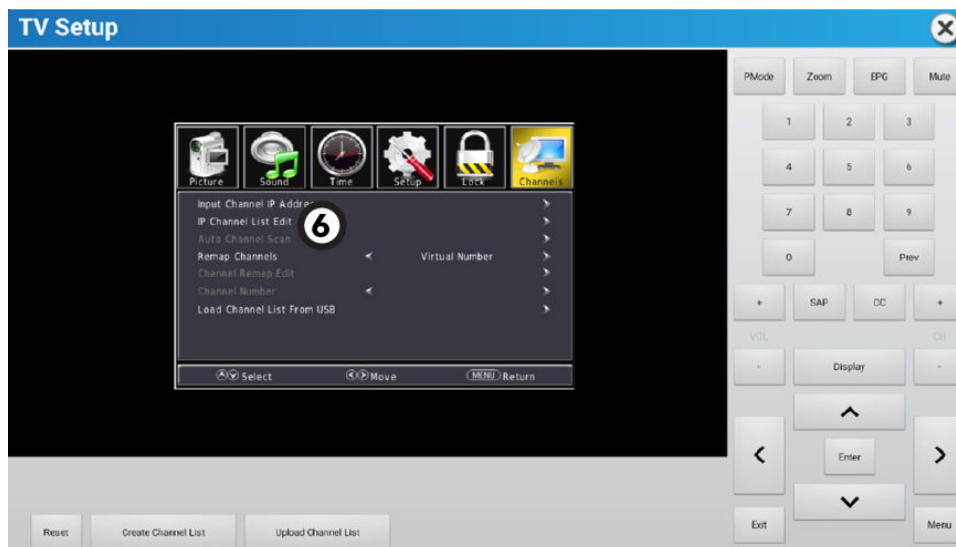 TV Setup
Picture Sound Time Setup Lock Channels
Input Channel IP Addre
IP Channel List Edit
6
Auto Channel Scan
Remap Channels Virtual Number
Channel Remap Edit
Channel Number
Load Channel List From USB
Select Move MENU Return
PMode Zoom EPG Mute
1 2 3
4 5 6
7 8 9
0 Prev
+ SAP CC +
VOL CH
- Display -
Enter
Exit Menu
Reset Create Channel List Upload Channel List